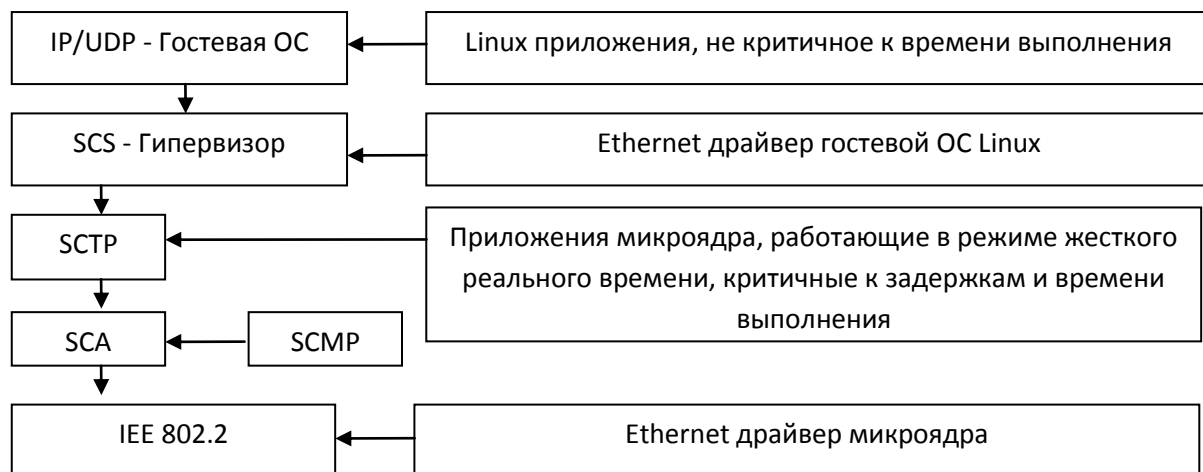 IP/UDP - Гостевая ОС
Linux приложения, не критичное к времени выполнения
SCS - Гипервизор
Ethernet драйвер гостевой ОС Linux
SCTP
Приложения микроядра, работающие в режиме жесткого
реального времени, критичные к задержкам и времени
выполнения
SCA
SCMP
IEE 802.2
Ethernet драйвер микроядра